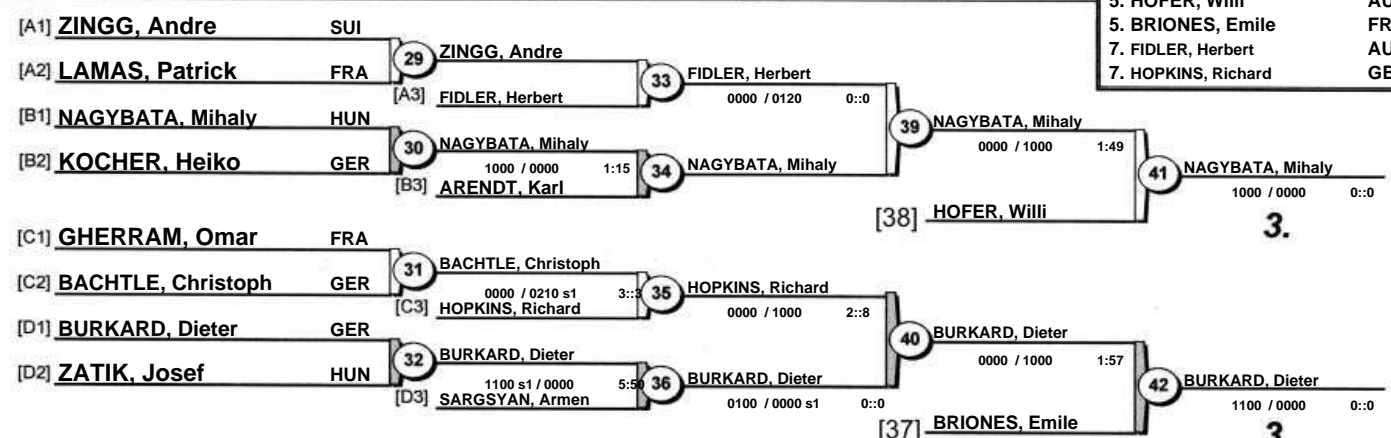 5. HOFER, Willi
5. BRIONES, Emile FR
7. FIDLER, Herbert AU
7. HOPKINS, Richard GE
[A1] ZINGG, Andre SUI
29
ZINGG, Andre
[A2] LAMAS, Patrick FRA
[A3] FIDLER, Herbert
33
FIDLER, Herbert
0000 / 0120 0::0
[B1] NAGYBATA, Mihaly HUN
30
NAGYBATA, Mihaly
1000 / 0000 1:15
[B2] KOCHER, Heiko GER
[B3] ARENDT, Karl
34
NAGYBATA, Mihaly
39
NAGYBATA, Mihaly
0000 / 1000 1:49
[38] HOFER, Willi
41
NAGYBATA, Mihaly
1000 / 0000 0::0
3.
[C1] GHERRAM, Omar FRA
31
BACHTLE, Christoph
0000 / 0210 s1 3::3
[C2] BACHTLE, Christoph GER
[C3] HOPKINS, Richard
35
HOPKINS, Richard
0000 / 1000 2::8
[D1] BURKARD, Dieter GER
32
BURKARD, Dieter
1100 s1 / 0000 5:50
[D2] ZATIK, Josef HUN
[D3] SARGSYAN, Armen
36
BURKARD, Dieter
0100 / 0000 s1 0::0
40
BURKARD, Dieter
0000 / 1000 1:57
[37] BRIONES, Emile
42
BURKARD, Dieter
1100 / 0000 0::0
3